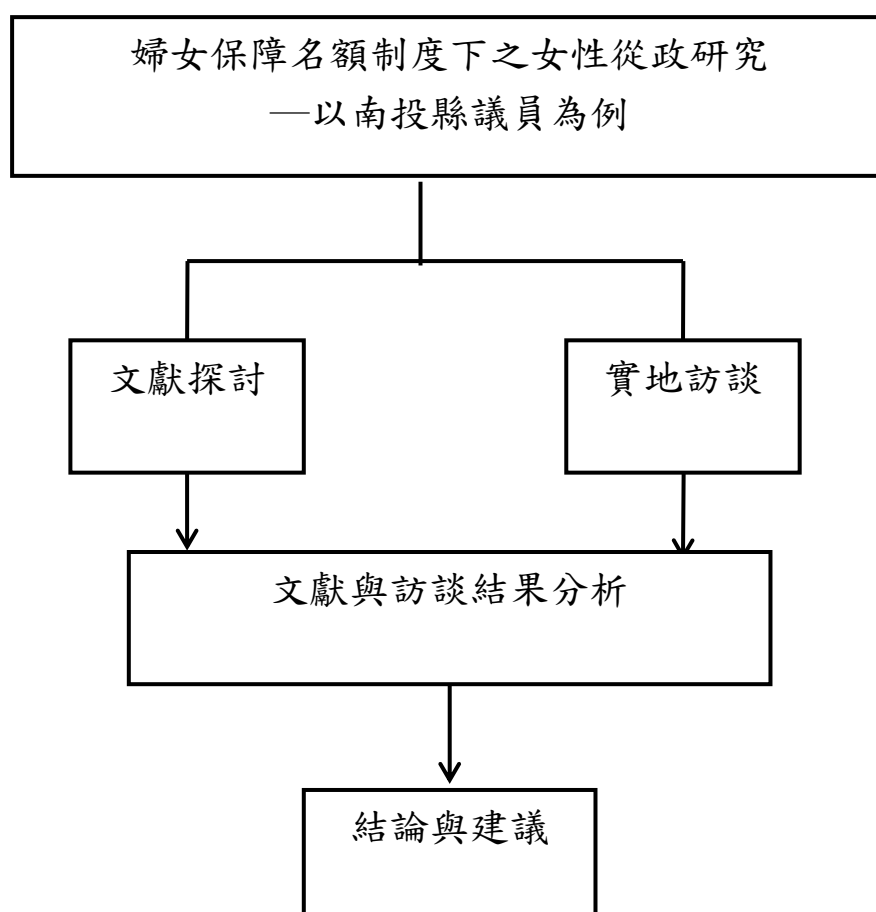 婦女保障名額制度下之女性從政研究
—以南投縣議員為例
文獻探討
實地訪談
文獻與訪談結果分析
結論與建議